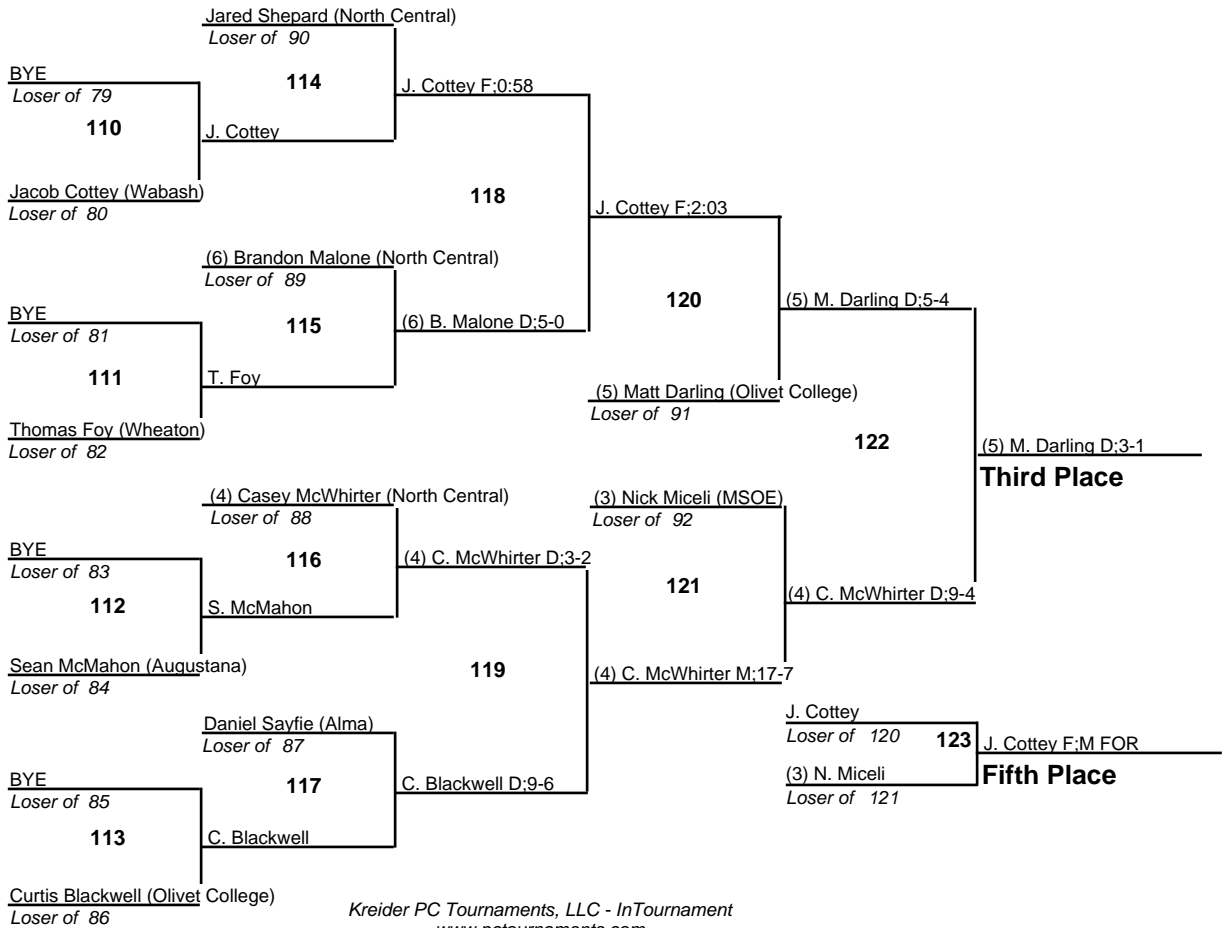 Jared Shepard (North Central)
Loser of 90
BYE
Loser of 79
114
J. Cottey F;0:58
110
J. Cottey
Jacob Cottey (Wabash)
Loser of 80
118
J. Cottey F;2:03
(6) Brandon Malone (North Central)
Loser of 89
BYE
Loser of 81
115
(6) B. Malone D;5-0
120
(5) M. Darling D;5-4
111
T. Foy
(5) Matt Darling (Olivet College)
Loser of 91
Thomas Foy (Wheaton)
Loser of 82
122
(5) M. Darling D;3-1
Third Place
(4) Casey McWhirter (North Central)
Loser of 88
(3) Nick Miceli (MSOE)
Loser of 92
BYE
Loser of 83
116
(4) C. McWhirter D;3-2
121
(4) C. McWhirter D;9-4
112
S. McMahon
Sean McMahon (Augustana)
Loser of 84
119
(4) C. McWhirter M;17-7
Daniel Sayfie (Alma)
Loser of 87
J. Cottey
Loser of 120
123
J. Cottey F;M FOR
Fifth Place
(3) N. Miceli
Loser of 121
BYE
Loser of 85
117
C. Blackwell D;9-6
113
C. Blackwell
Curtis Blackwell (Olivet College)
Loser of 86
Kreider PC Tournaments, LLC - InTournament
www.pctournaments.com